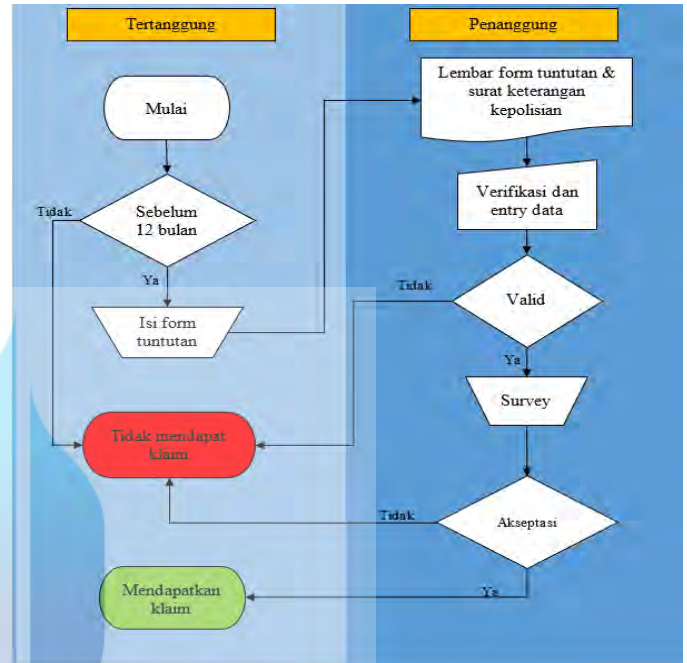 Tertanggung
Penanggung
Mulai
Lembar form tuntutan &
surat keterangan
kepolisian
Sebelum
12 bulan
Tidak
Ya
Verifikasi dan
entry data
Isi form
tuntutan
Valid
Tidak
Ya
Survey
Tidak mendapat
klaim
Akseptasi
Tidak
Ya
Mendapatkan
klaim